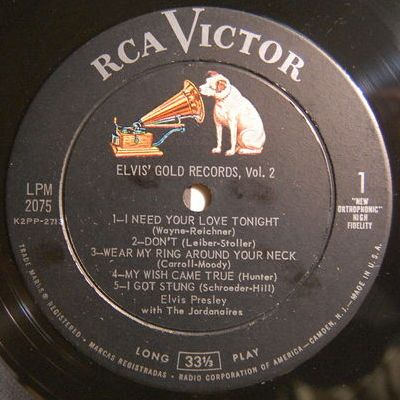 RCA VICTOR
ELVIS' GOLD RECORDS, Vol. 2
LPM
2075
K2PP-2713
1
"NEW
ORTHOPHONIC"
HIGH
FIDELITY
1—I NEED YOUR LOVE TONIGHT
(Wayne-Reichner)
2—DON'T (Leiber-Stoller)
3—WEAR MY RING AROUND YOUR NECK
(Carroll-Moody)
4—MY WISH CAME TRUE (Hunter)
5—I GOT STUNG (Schroeder-Hill)
Elvis Presley
with The Jordanaires
LONG 33⅓ PLAY
TRADE MARKS ® REGISTERED • MARCAS REGISTRADAS • RADIO CORPORATION OF AMERICA—CAMDEN, N. J.—MADE IN U.S.A.